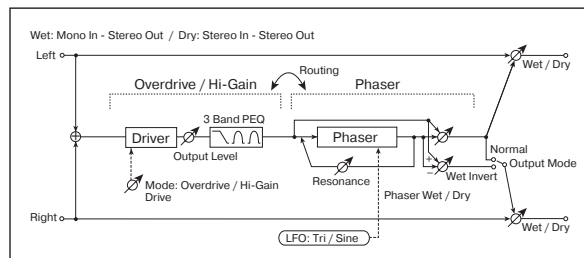 Wet: Mono In - Stereo Out / Dry: Stereo In - Stereo Out
Left
Wet / Dry
Routing
Overdrive / Hi-Gain
Phaser
3 Band PEQ
Driver
Phaser
Output Level
Normal
Output Mode
+
Wet Invert
−
Resonance
Mode: Overdrive / Hi-Gain
Drive
Phaser Wet / Dry
Right
Wet / Dry
LFO: Tri / Sine